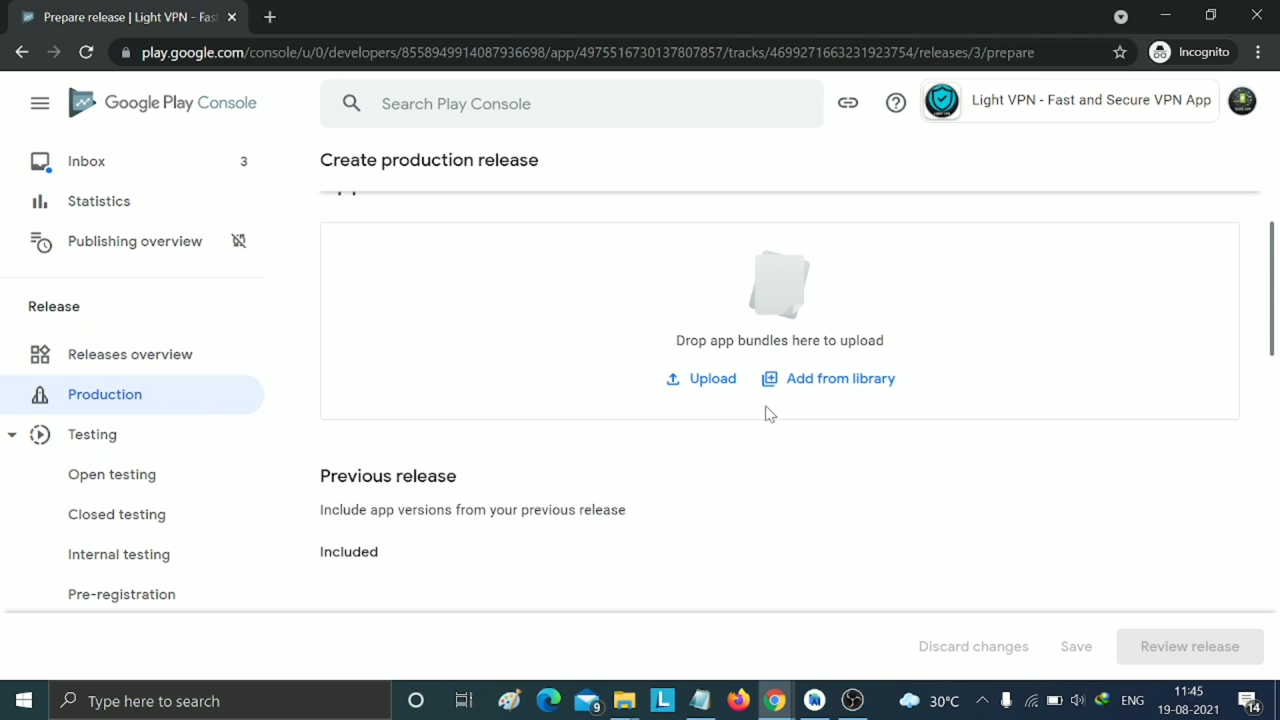 Prepare release | Light VPN - Fast
play.google.com/console/u/0/developers/8558949914087936698/app/4975516730137807857/tracks/4699271663231923754/releases/3/prepare
Incognito
Google Play Console
Search Play Console
Light VPN - Fast and Secure VPN App
Inbox 3
Statistics
Publishing overview
Release
Releases overview
Production
Testing
Open testing
Closed testing
Internal testing
Pre-registration
Create production release
Drop app bundles here to upload
Upload
Add from library
Previous release
Include app versions from your previous release
Included
Discard changes
Save
Review release
Type here to search
9
L
30°C
ENG
11:45
19-08-2021
14